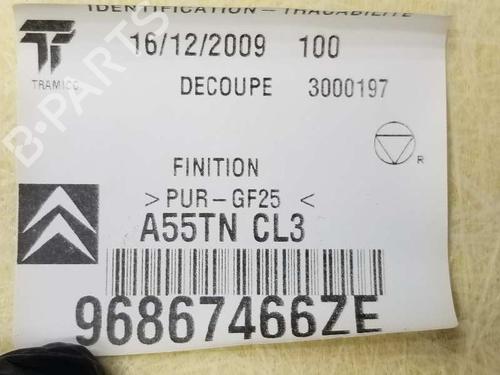 IDENTIFICATION - TRACABILITE
16/12/2009 100
TRAMICO
DECOUPE 3000197
R
FINITION
>PUR-GF25 <
A55TN CL3
96867466ZE
B-PARTS